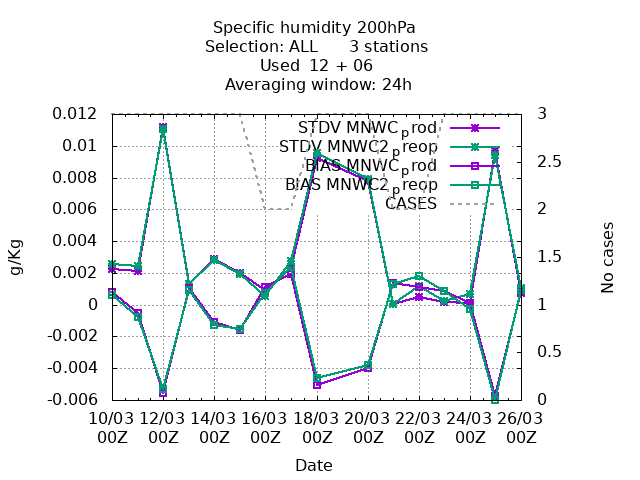 Specific humidity 200hPa
Selection: ALL 3 stations
Used 12 + 06
Averaging window: 24h
0.012
0.01
0.008
0.006
0.004
0.002
0
-0.002
-0.004
-0.006
g/Kg
3
2.5
2
1.5
1
0.5
0
No cases
STDV MNWC_prod
STDV MNWC2_preop
BIAS MNWC_prod
BIAS MNWC2_preop
CASES
10/03 12/03 14/03 16/03 18/03 20/03 22/03 24/03 26/03
00Z 00Z 00Z 00Z 00Z 00Z 00Z 00Z 00Z
Date